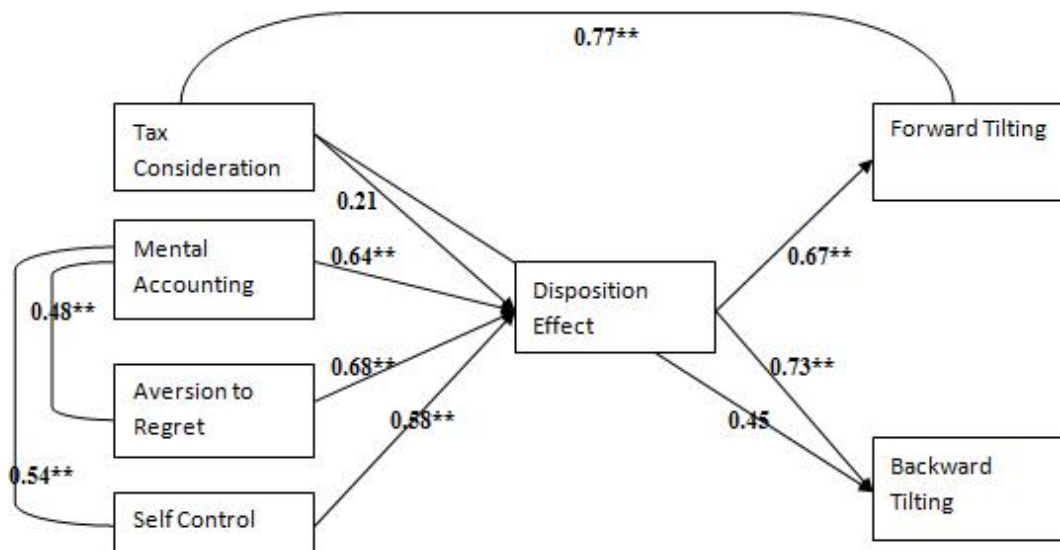 0.77**
Tax
Consideration
Forward Tilting
0.21
Mental
Accounting
0.64**
0.67**
Disposition
Effect
0.48**
0.68**
0.73**
Aversion to
Regret
0.58**
0.45
0.54**
Backward
Tilting
Self Control